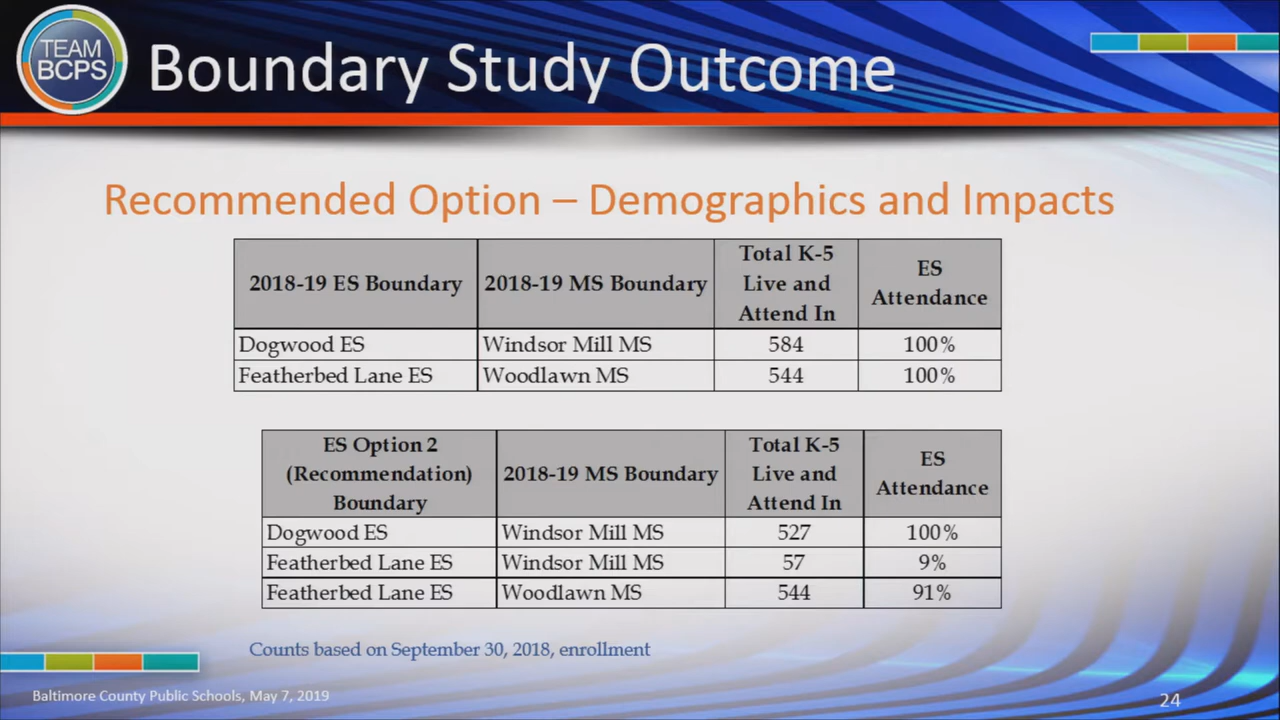 TEAM
BCPS
Boundary Study Outcome
Recommended Option – Demographics and Impacts
2018-19 ES Boundary 2018-19 MS Boundary Total K-5 Live and Attend In ES Attendance
Dogwood ES Windsor Mill MS 584 100%
Featherbed Lane ES Woodlawn MS 544 100%
ES Option 2 (Recommendation) Boundary 2018-19 MS Boundary Total K-5 Live and Attend In ES Attendance
Dogwood ES Windsor Mill MS 527 100%
Featherbed Lane ES Windsor Mill MS 57 9%
Featherbed Lane ES Woodlawn MS 544 91%
Counts based on September 30, 2018, enrollment
Baltimore County Public Schools, May 7, 2019
24